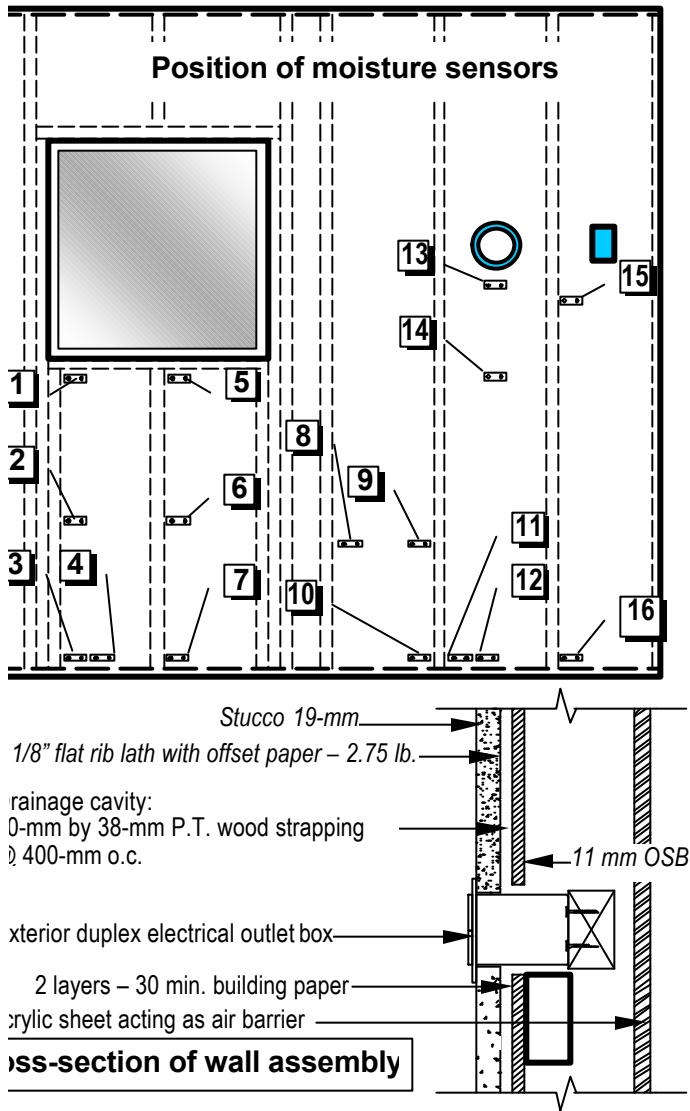 Position of moisture sensors
13
15
14
1
5
8
2
9
6
11
3
4
7
10
12
16
Stucco 19-mm
1/8” flat rib lath with offset paper – 2.75 lb.
rainage cavity:
0-mm by 38-mm P.T. wood strapping
@ 400-mm o.c.
11 mm OSB
xterior duplex electrical outlet box
2 layers – 30 min. building paper
crylic sheet acting as air barrier
oss-section of wall assembly